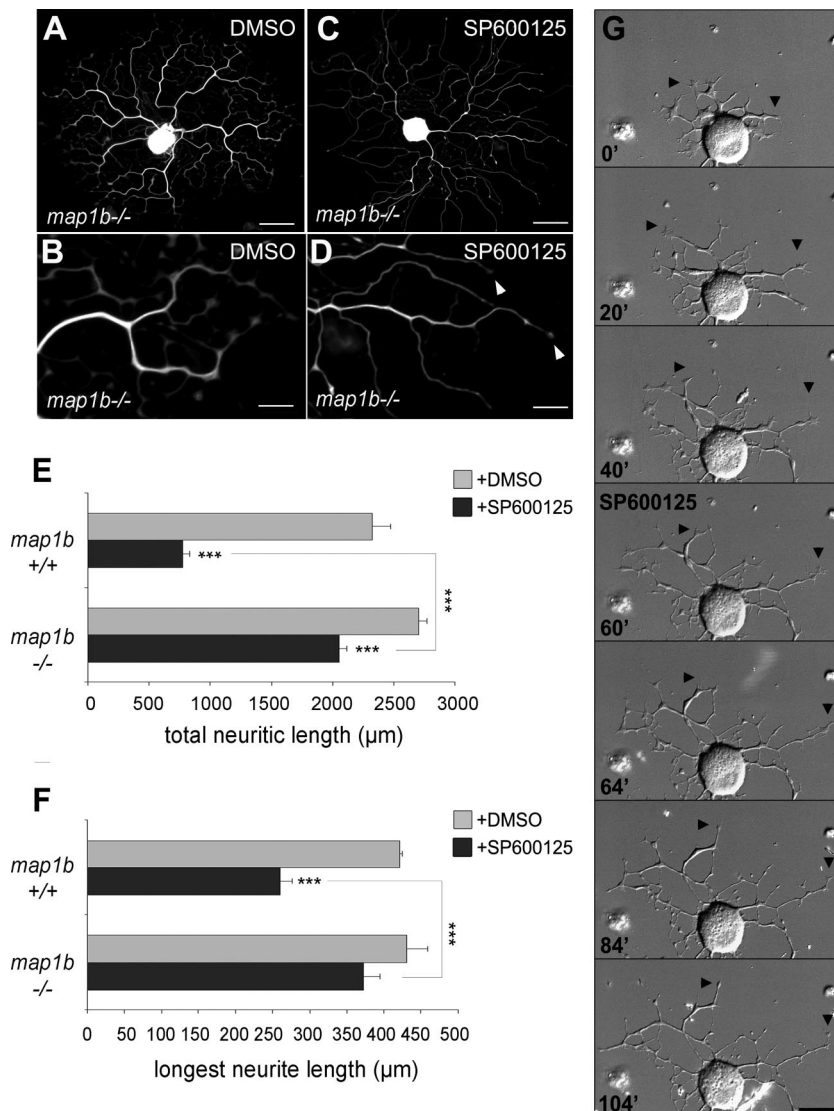 A
DMSO
map1b-/-
C
SP600125
map1b-/-
B
DMSO
map1b-/-
D
SP600125
map1b-/-
E
+DMSO
+SP600125
map1b
+/+
***
***
map1b
-/-
***
0 500 1000 1500 2000 2500 3000
total neuritic length (µm)
F
+DMSO
+SP600125
map1b
+/+
***
***
map1b
-/-
0 50 100 150 200 250 300 350 400 450 500
longest neurite length (µm)
G
0’
20’
40’
SP600125
60’
64’
84’
104’